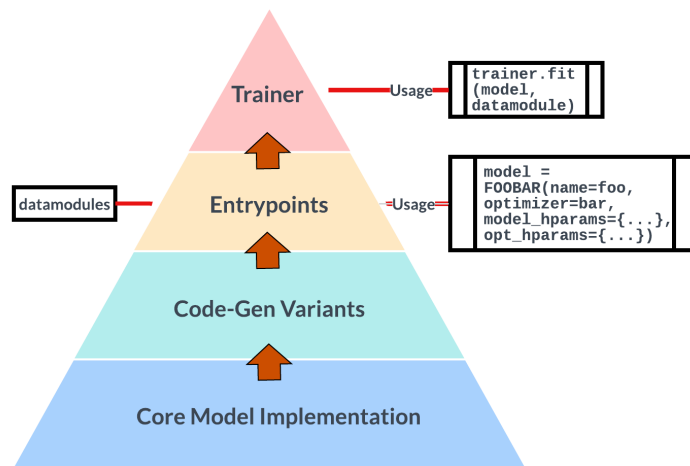 Trainer
Usage
trainer.fit
(model,
datamodule)
datamodules
Entrypoints
Usage
model =
FOOBAR(name=foo,
optimizer=bar,
model_hparams={...},
opt_hparams={...})
Code-Gen Variants
Core Model Implementation